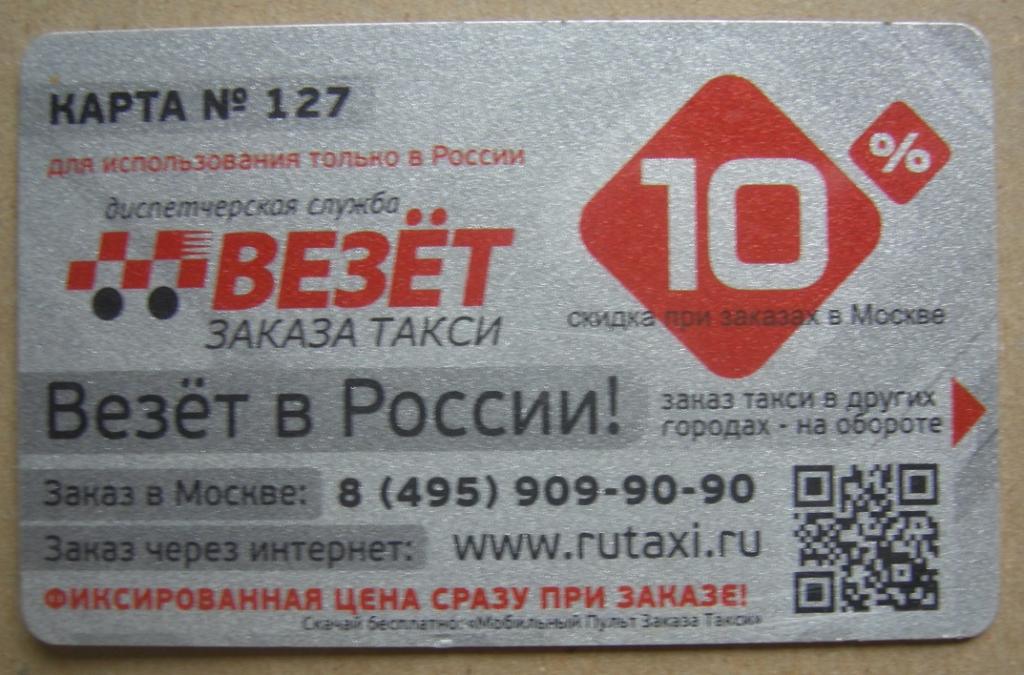 КАРТА № 127
для использования только в России
диспетчерская служба
ВЕЗЁТ
ЗАКАЗА ТАКСИ
10
%
скидка при заказах в Москве
Везёт в России!
заказ такси в других
городах - на обороте
Заказ в Москве: 8 (495) 909-90-90
Заказ через интернет: www.rutaxi.ru
ФИКСИРОВАННАЯ ЦЕНА СРАЗУ ПРИ ЗАКАЗЕ!
Скачай бесплатно: «Мобильный Пульт Заказа Такси»